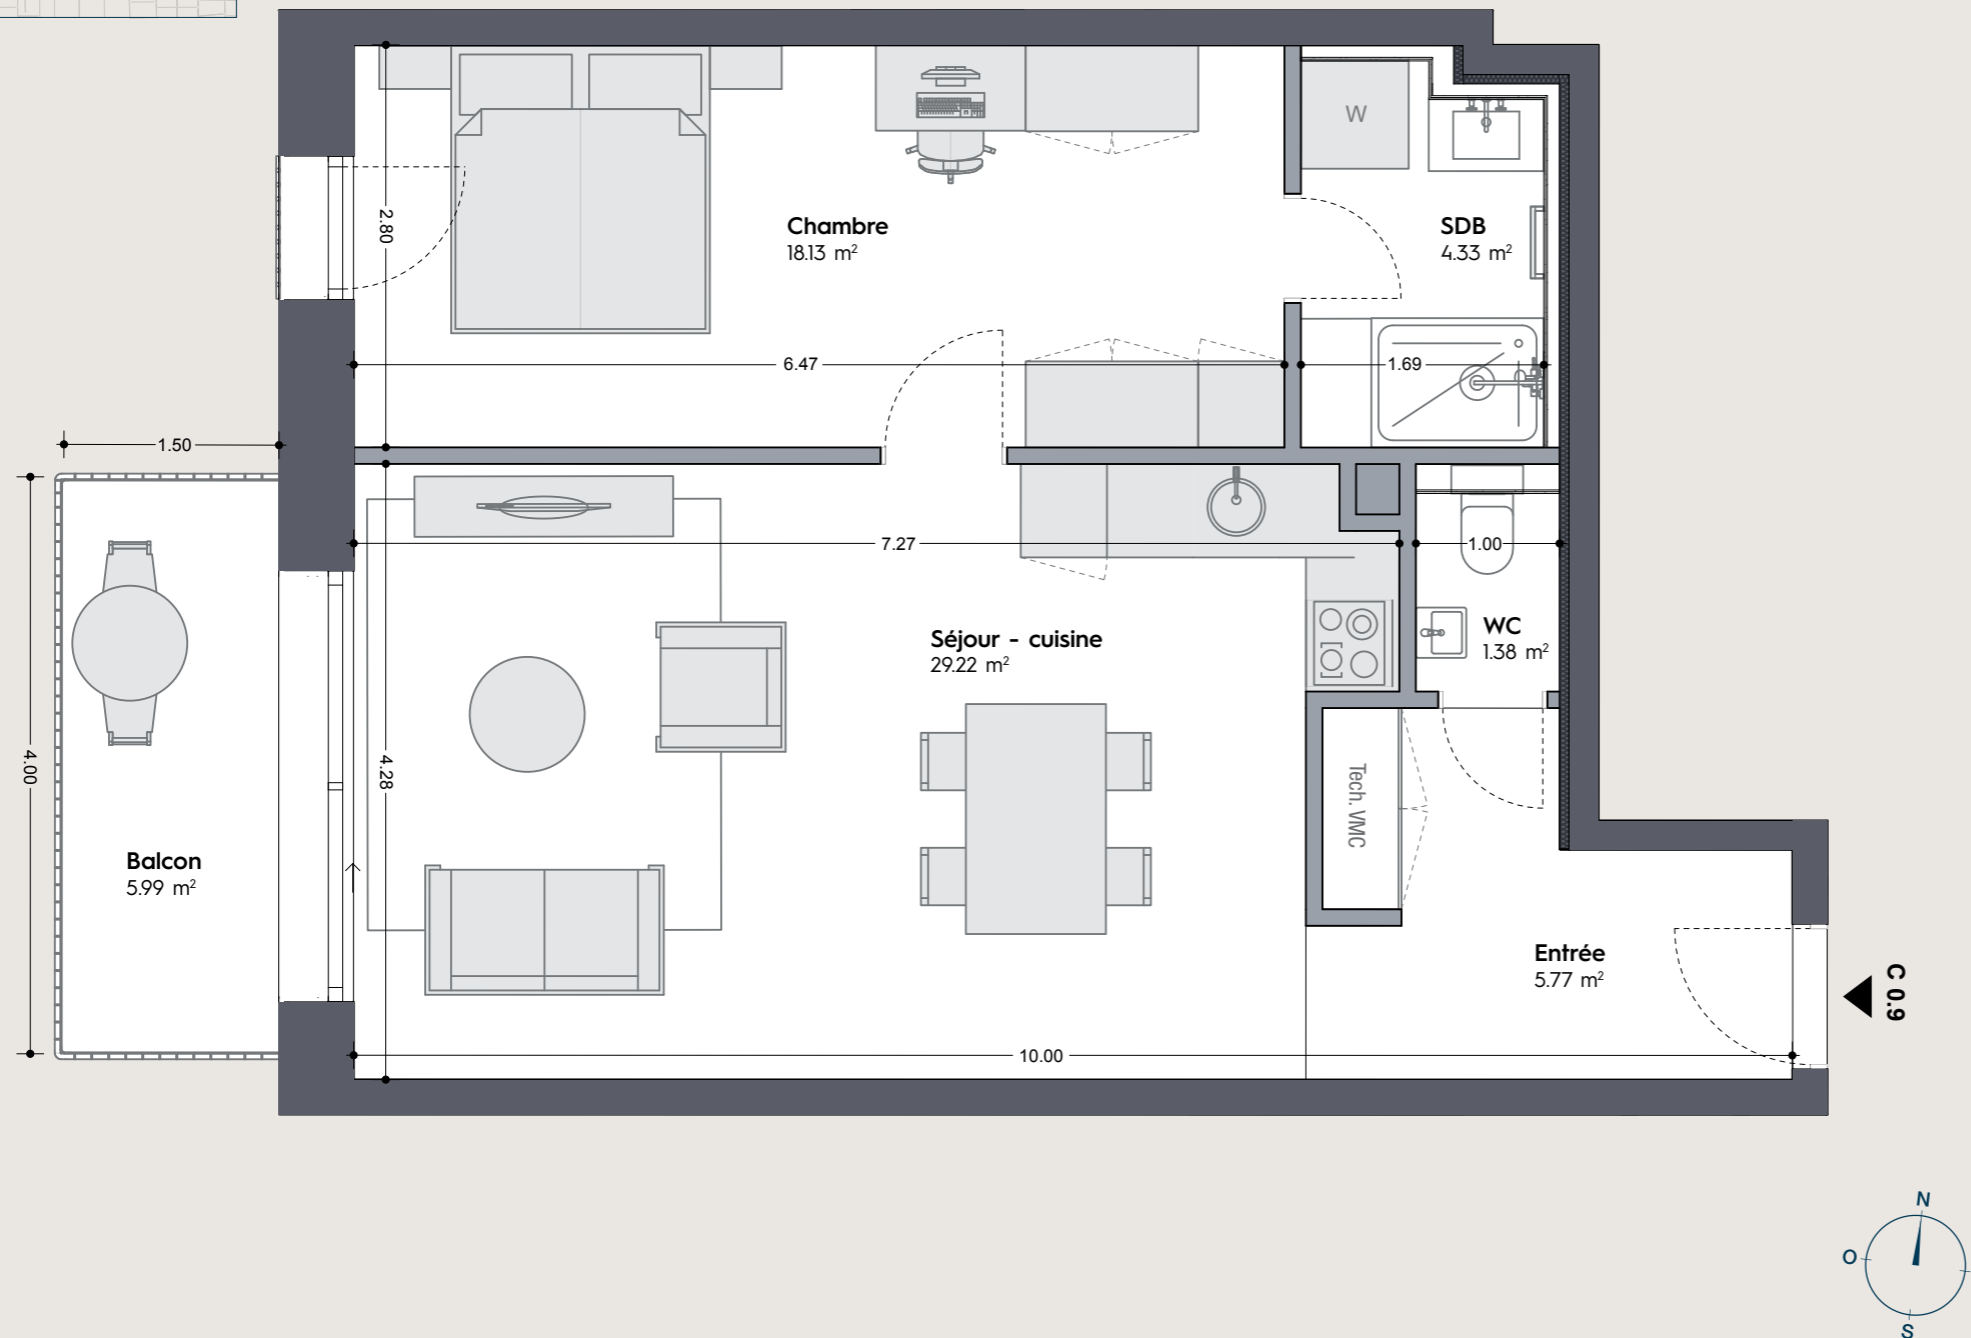 W
Chambre
18.13 m²
SDB
4.33 m²
2.80
6.47
1.69
1.50
7.27
1.00
Séjour - cuisine
29.22 m²
WC
1.38 m²
4.00
4.28
Tech. VMC
Balcon
5.99 m²
Entrée
5.77 m²
C 0.9
10.00
N
O
S